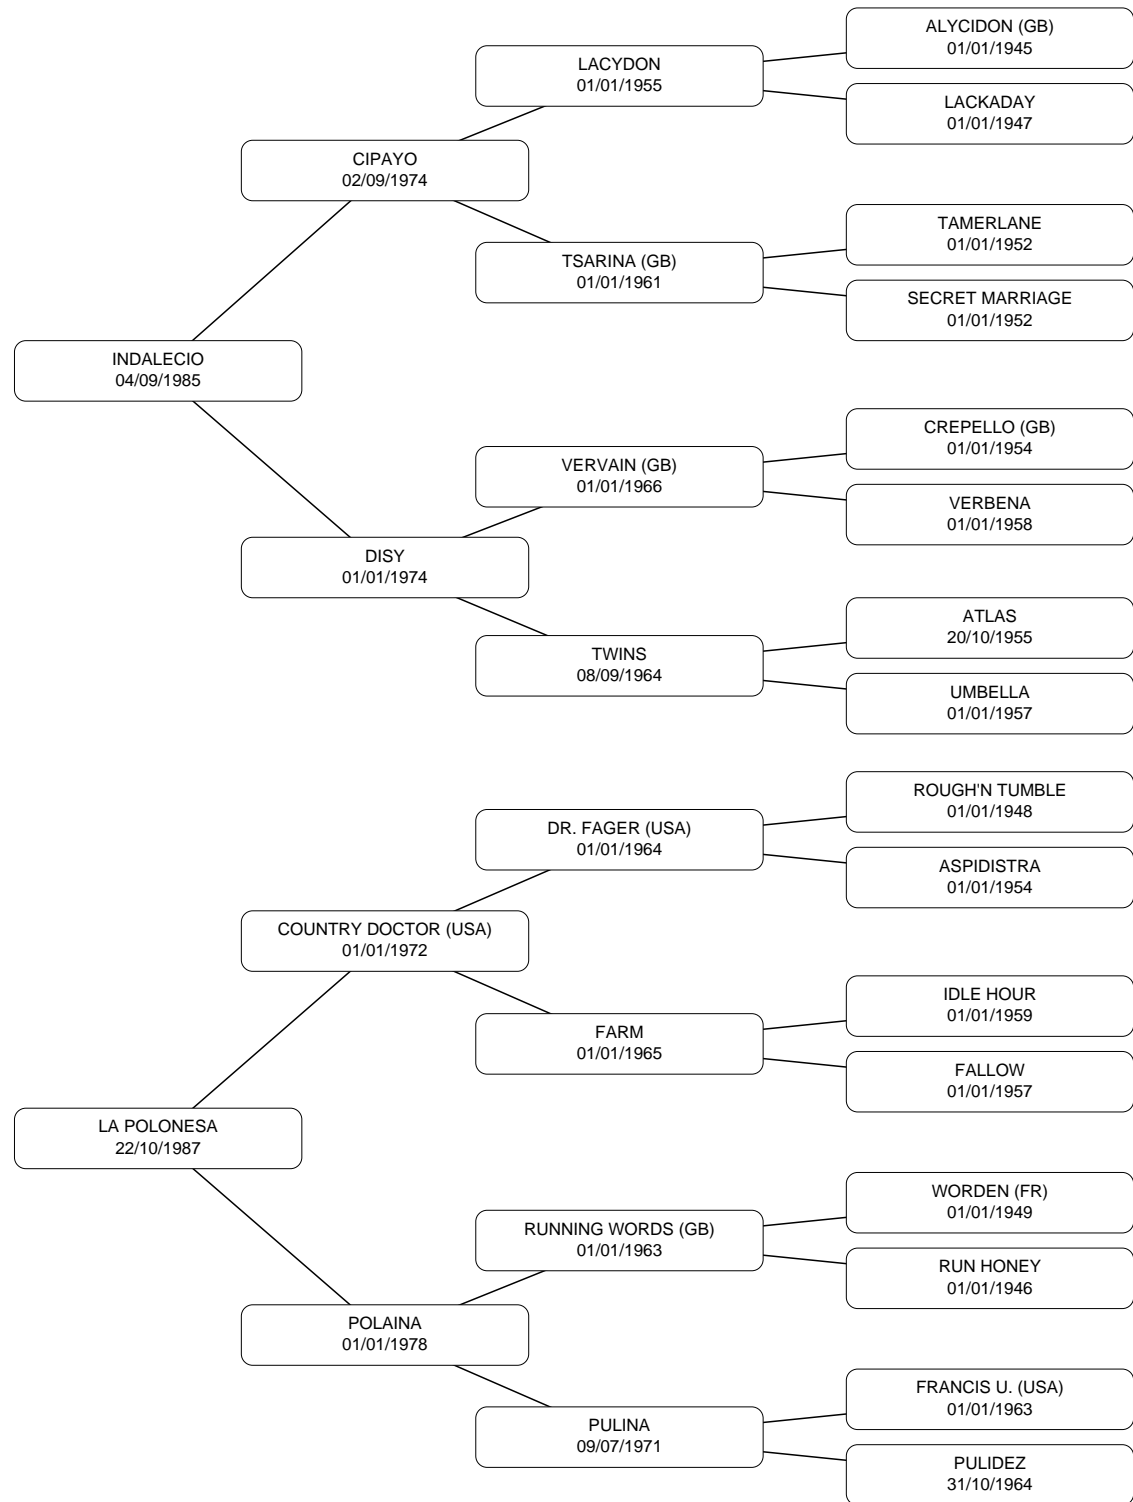 ALYCIDON (GB)
01/01/1945
LACYDON
01/01/1955
LACKADAY
01/01/1947
CIPAYO
02/09/1974
TAMERLANE
01/01/1952
TSARINA (GB)
01/01/1961
SECRET MARRIAGE
01/01/1952
INDALECIO
04/09/1985
CREPELLO (GB)
01/01/1954
VERVAIN (GB)
01/01/1966
VERBENA
01/01/1958
DISY
01/01/1974
ATLAS
20/10/1955
TWINS
08/09/1964
UMBELLA
01/01/1957
ROUGH'N TUMBLE
01/01/1948
DR. FAGER (USA)
01/01/1964
ASPIDISTRA
01/01/1954
COUNTRY DOCTOR (USA)
01/01/1972
IDLE HOUR
01/01/1959
FARM
01/01/1965
FALLOW
01/01/1957
LA POLONESA
22/10/1987
WORDEN (FR)
01/01/1949
RUNNING WORDS (GB)
01/01/1963
RUN HONEY
01/01/1946
POLAINA
01/01/1978
FRANCIS U. (USA)
01/01/1963
PULINA
09/07/1971
PULIDEZ
31/10/1964